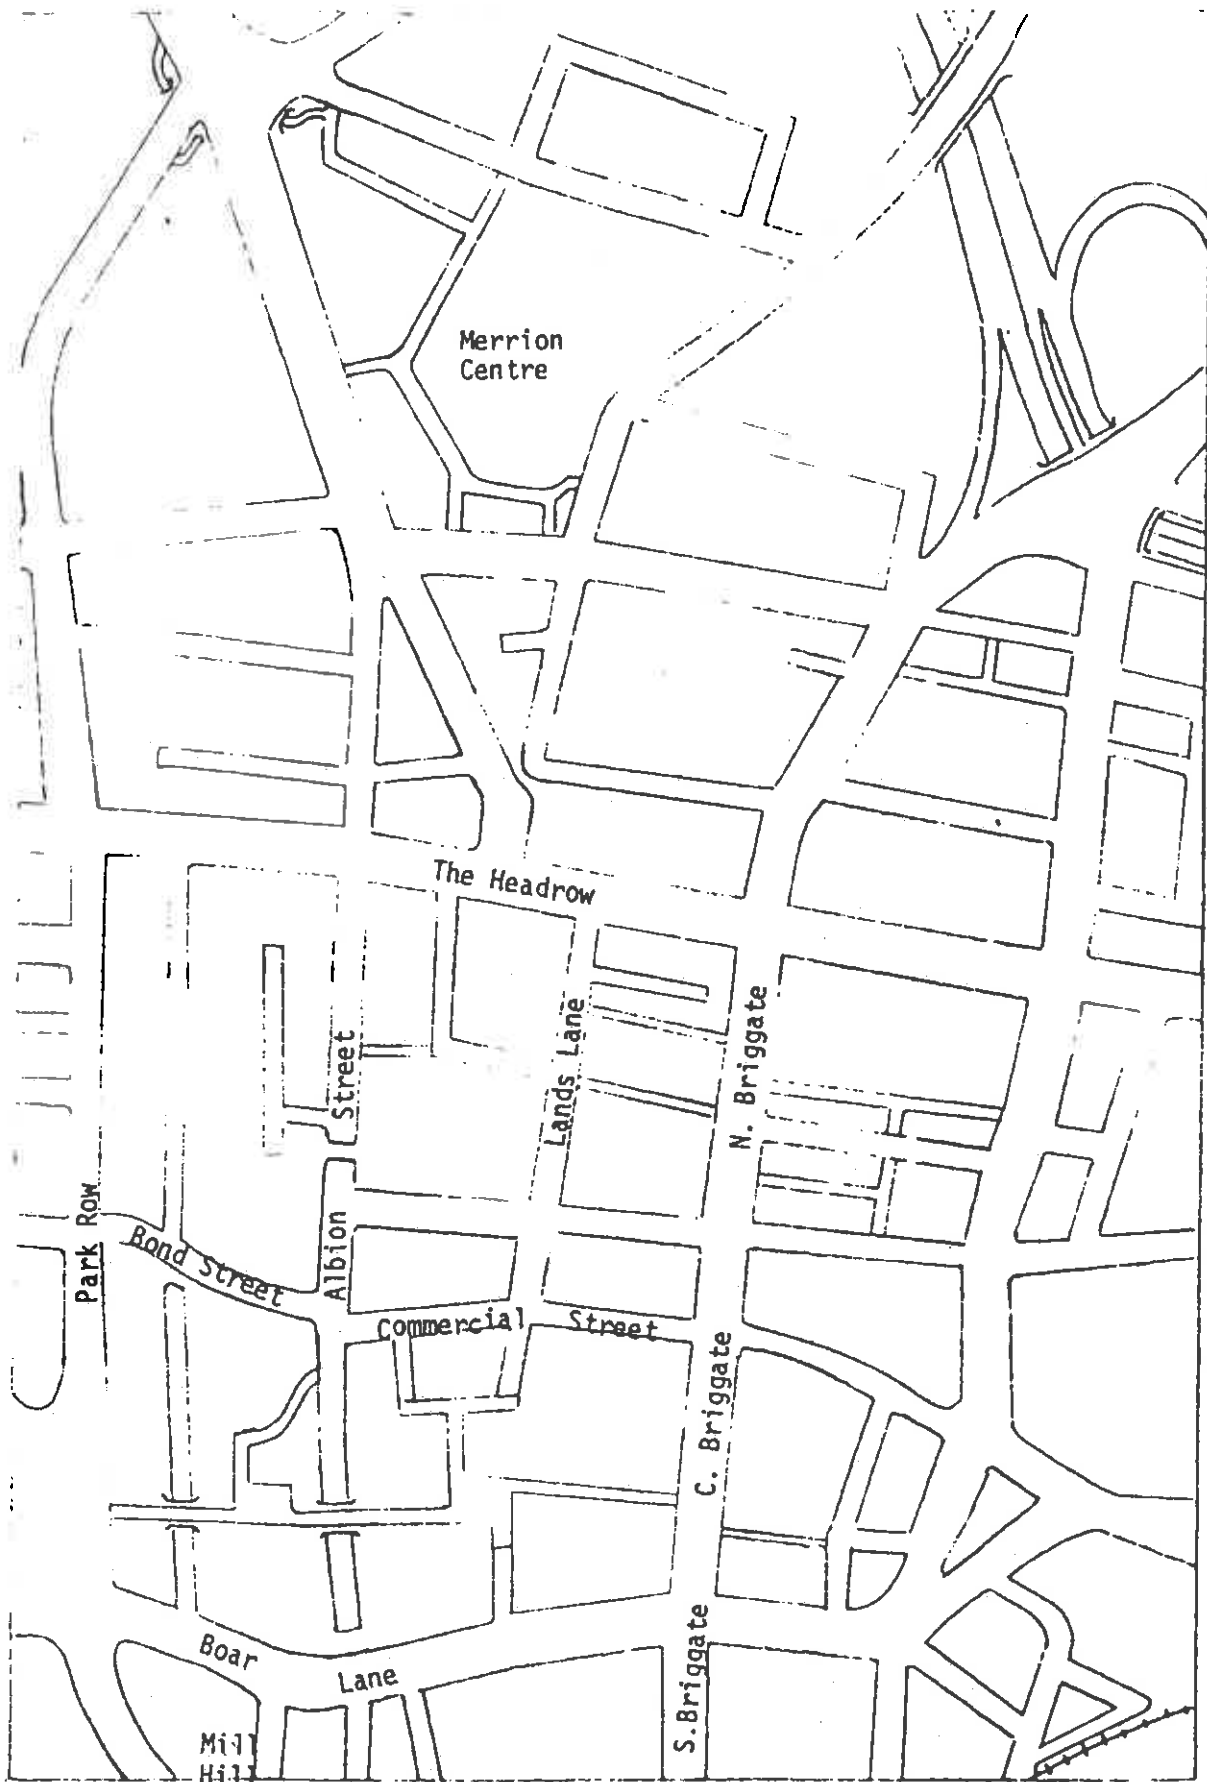 Merrion
Centre
The Headrow
Street
Lands Lane
N. Briggate
Park Row
Bond Street
Albion
Commercial Street
C. Briggate
Boar Lane
S.Briggate
Mill
Hill